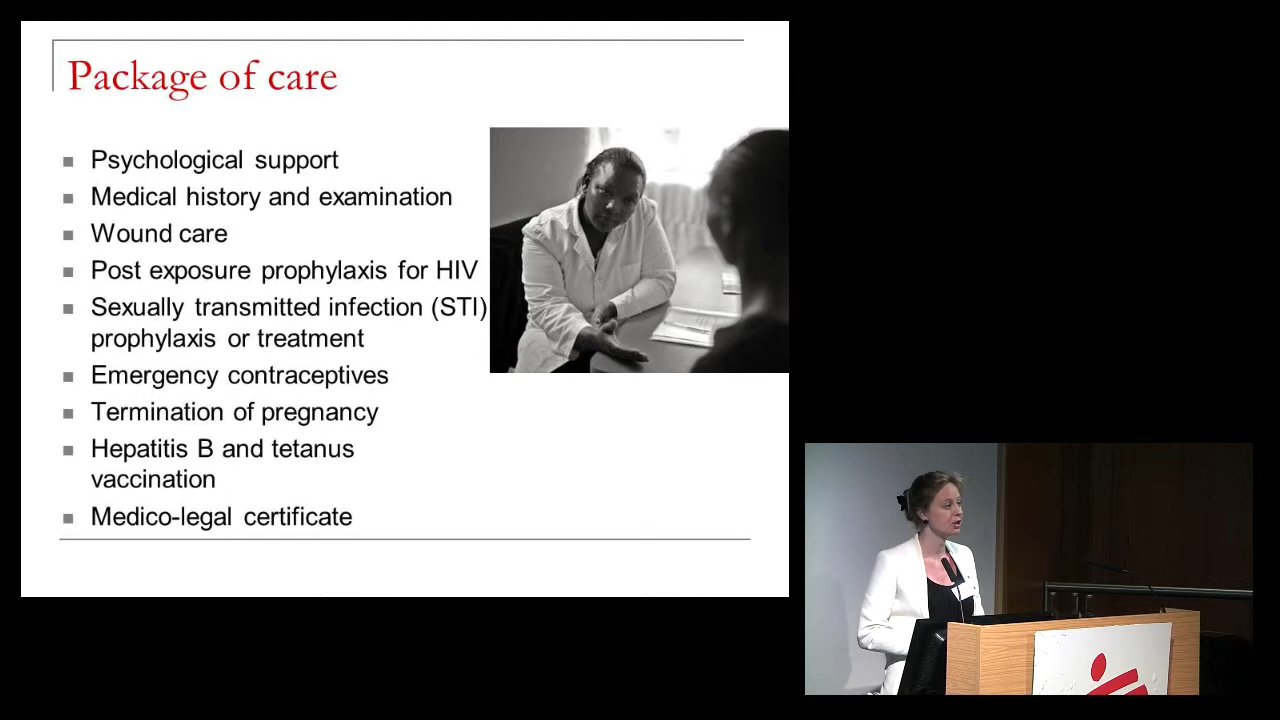 Package of care
Psychological support
Medical history and examination
Wound care
Post exposure prophylaxis for HIV
Sexually transmitted infection (STI)
prophylaxis or treatment
Emergency contraceptives
Termination of pregnancy
Hepatitis B and tetanus
vaccination
Medico-legal certificate